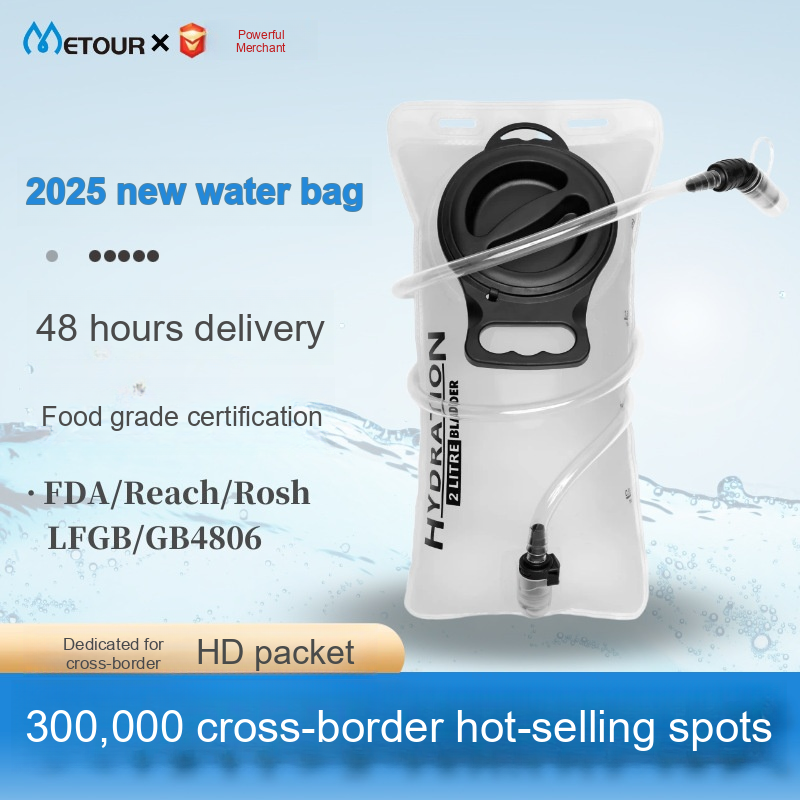 METOUR ×
Powerful
Merchant
2025 new water bag
48 hours delivery
Food grade certification
· FDA/Reach/Rosh
LFGB/GB4806
HYDRATION
2 LITRE BLADDER
Dedicated for
cross-border
HD packet
300,000 cross-border hot-selling spots